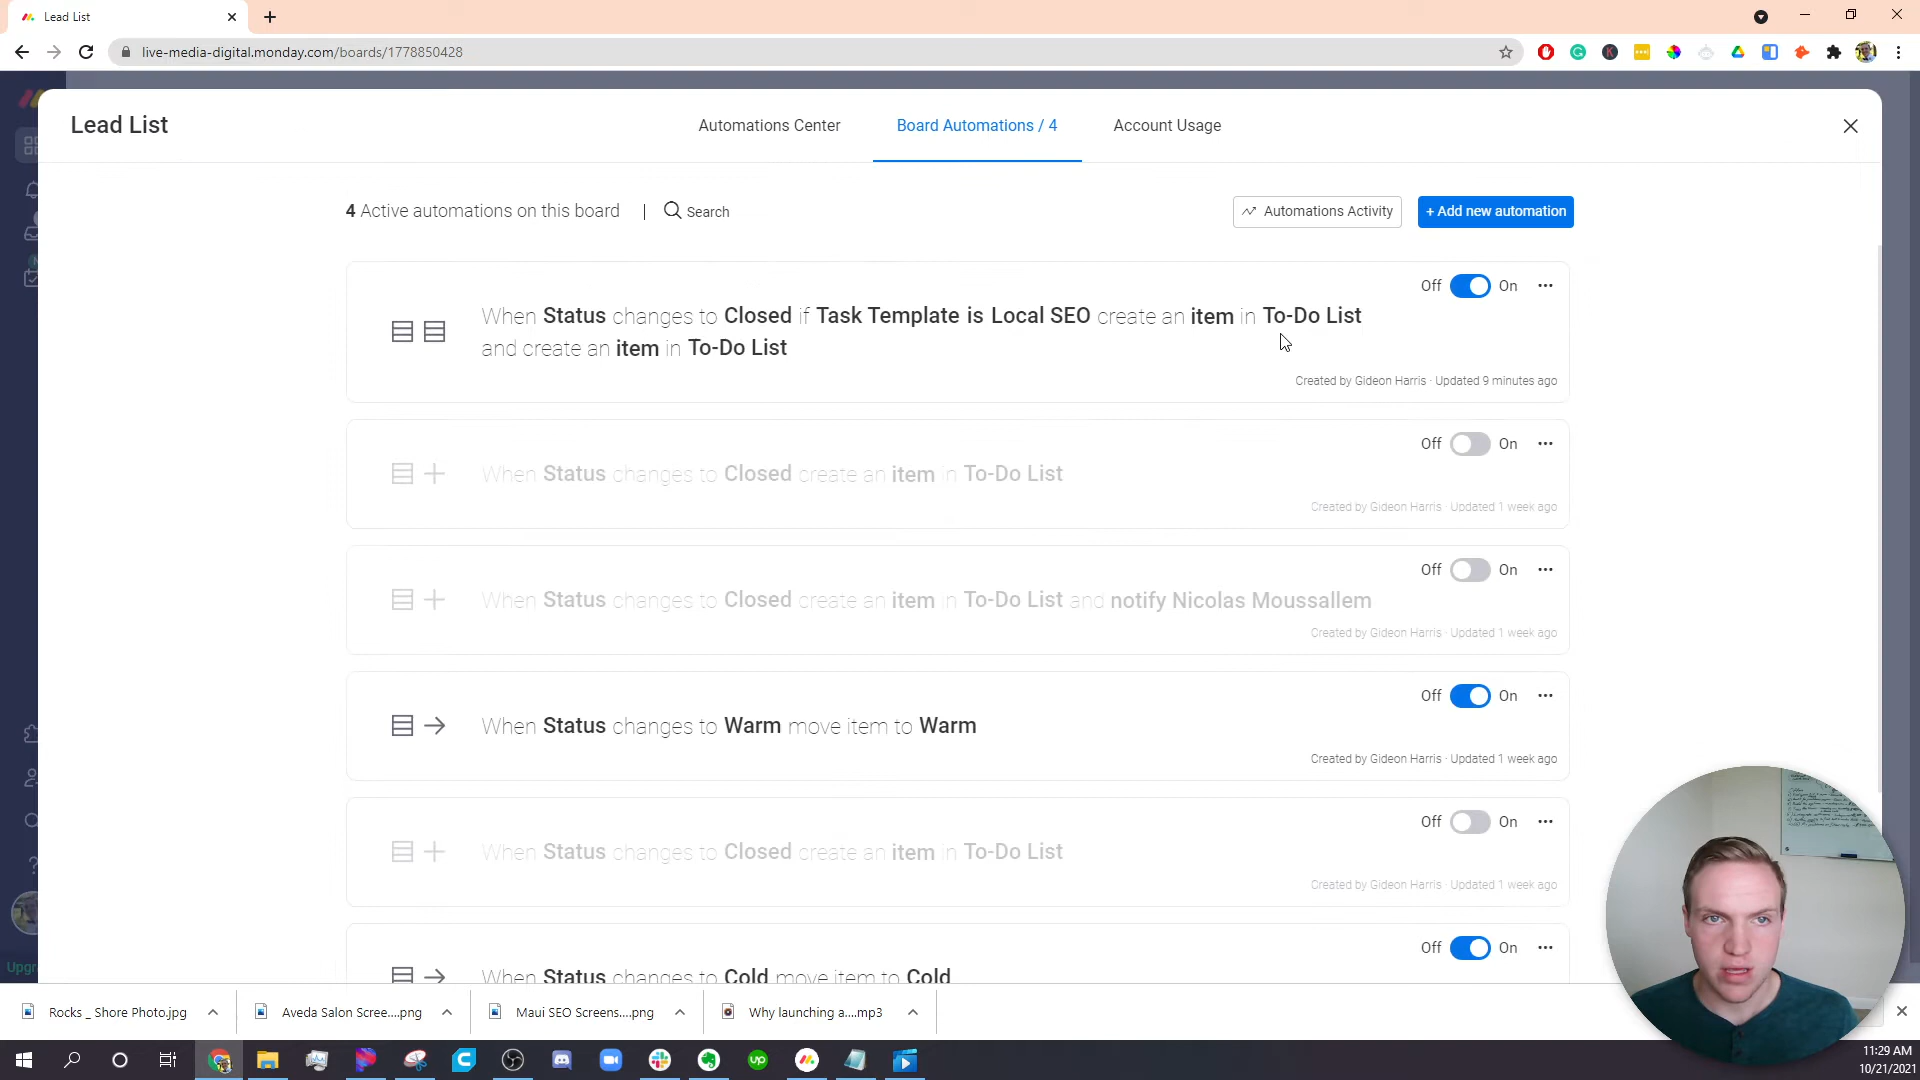 Lead List
live-media-digital.monday.com/boards/1778850428
Lead List
Automations Center
Board Automations / 4
Account Usage
4 Active automations on this board
Search
Automations Activity
+ Add new automation
Off On
When Status changes to Closed if Task Template is Local SEO create an item in To-Do List
and create an item in To-Do List
Created by Gideon Harris · Updated 9 minutes ago
Off On
When Status changes to Closed create an item in To-Do List
Created by Gideon Harris · Updated 1 week ago
Off On
When Status changes to Closed create an item in To-Do List and notify Nicolas Moussallem
Created by Gideon Harris · Updated 1 week ago
Off On
When Status changes to Warm move item to Warm
Created by Gideon Harris · Updated 1 week ago
Off On
When Status changes to Closed create an item in To-Do List
Created by Gideon Harris · Updated 1 week ago
Off On
When Status changes to Cold move item to Cold
Upgr
Rocks _ Shore Photo.jpg
Aveda Salon Scree....png
Maui SEO Screens....png
Why launching a....mp3
up
11:29 AM
10/21/2021